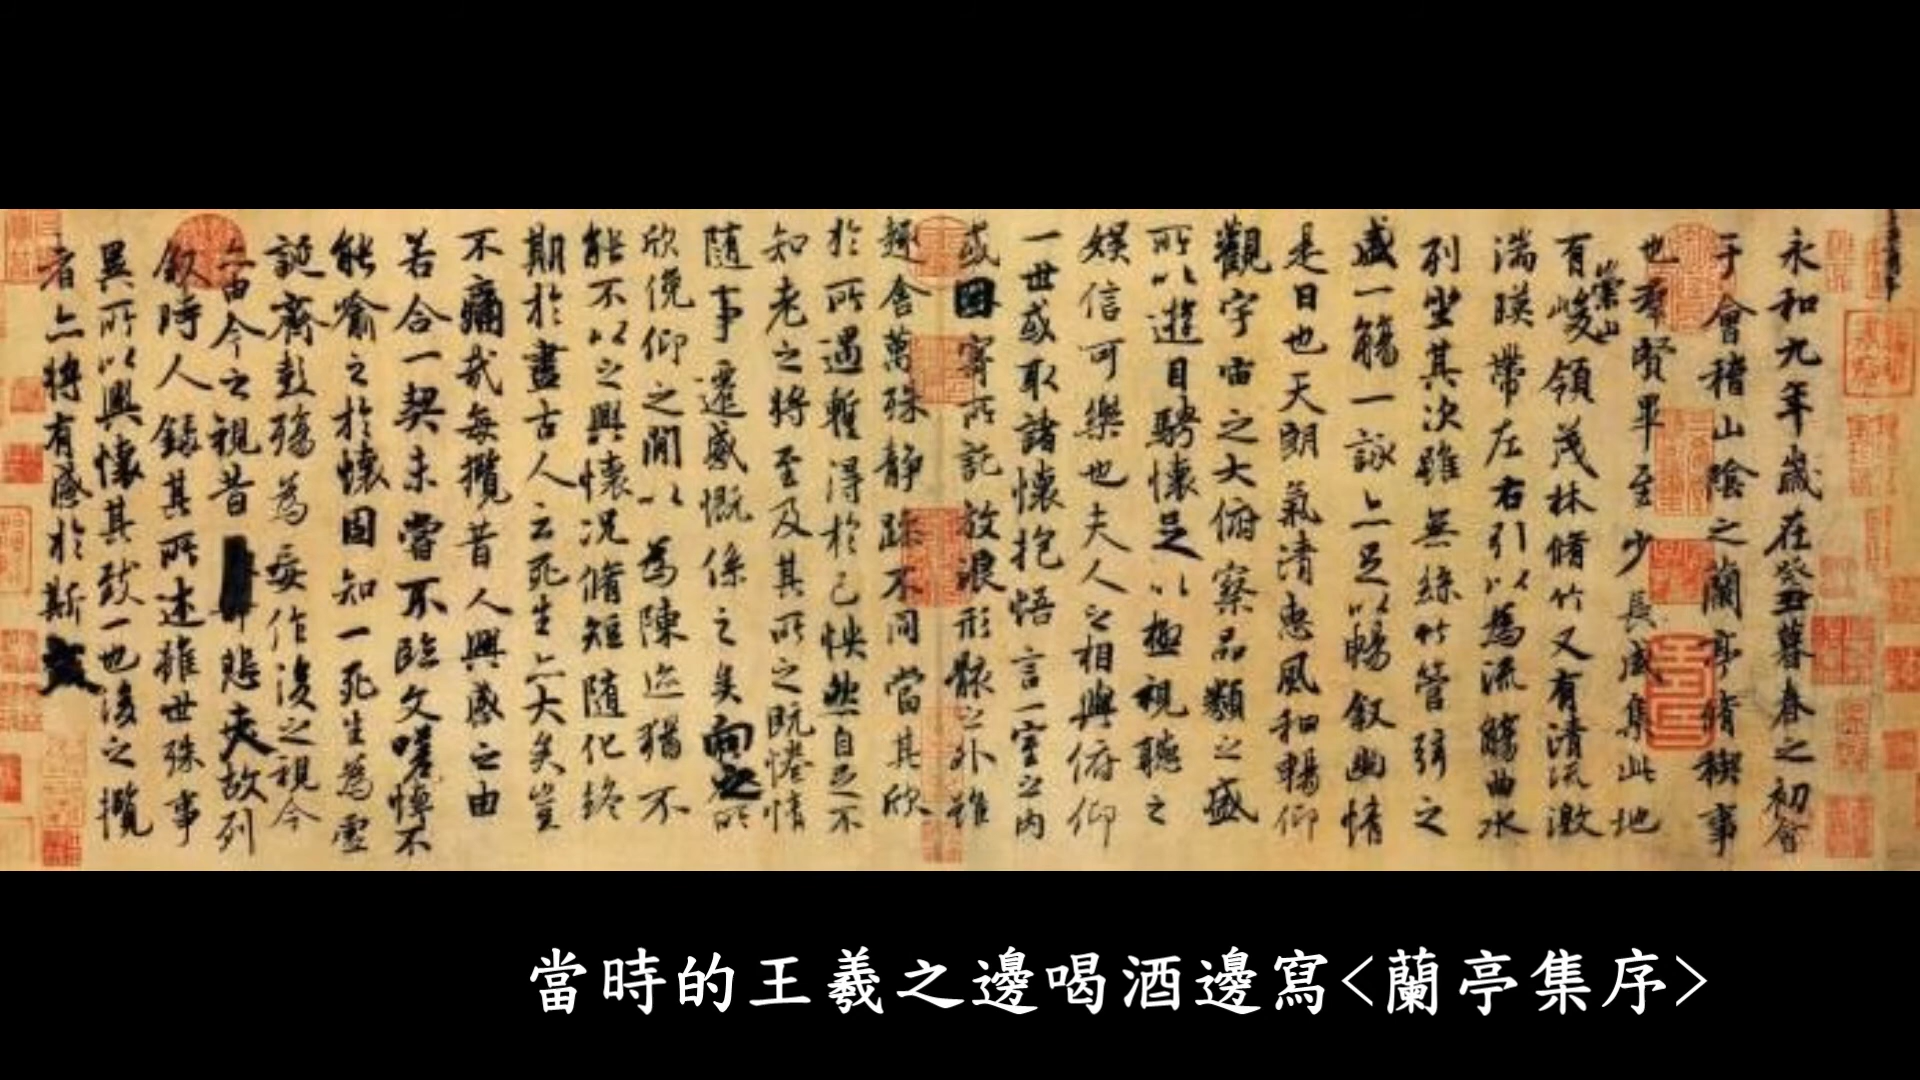 永和九年歲在癸丑暮春之初會
于會稽山陰之蘭亭脩稧事
也羣賢畢至少長咸集此地
有崇山峻領茂林脩竹又有清流激
湍暎帶左右引以為流觴曲水
列坐其次雖無絲竹管弦之
盛一觴一詠亦足以暢敘幽情
是日也天朗氣清惠風和暢仰
觀宇宙之大俯察品類之盛
所以遊目騁懷足以極視聽之
娛信可樂也夫人之相與俯仰
一世或取諸懷抱悟言一室之內
或因寄所託放浪形骸之外雖
趣舍萬殊靜躁不同當其欣
於所遇暫得於己怏然自足不
知老之將至及其所之既惓情
隨事遷感慨係之矣向之所
欣俛仰之間以為陳迹猶不
能不以之興懷況脩短隨化終
期於盡古人云死生亦大矣豈
不痛哉每攬昔人興感之由
若合一契未嘗不臨文嗟悼不
能喻之於懷固知一死生為虛
誕齊彭殤為妄作後之視今
亦由今之視昔悲夫故列
敘時人錄其所述雖世殊事
異所以興懷其致一也後之攬
者亦將有感於斯文
當時的王羲之邊喝酒邊寫<蘭亭集序>